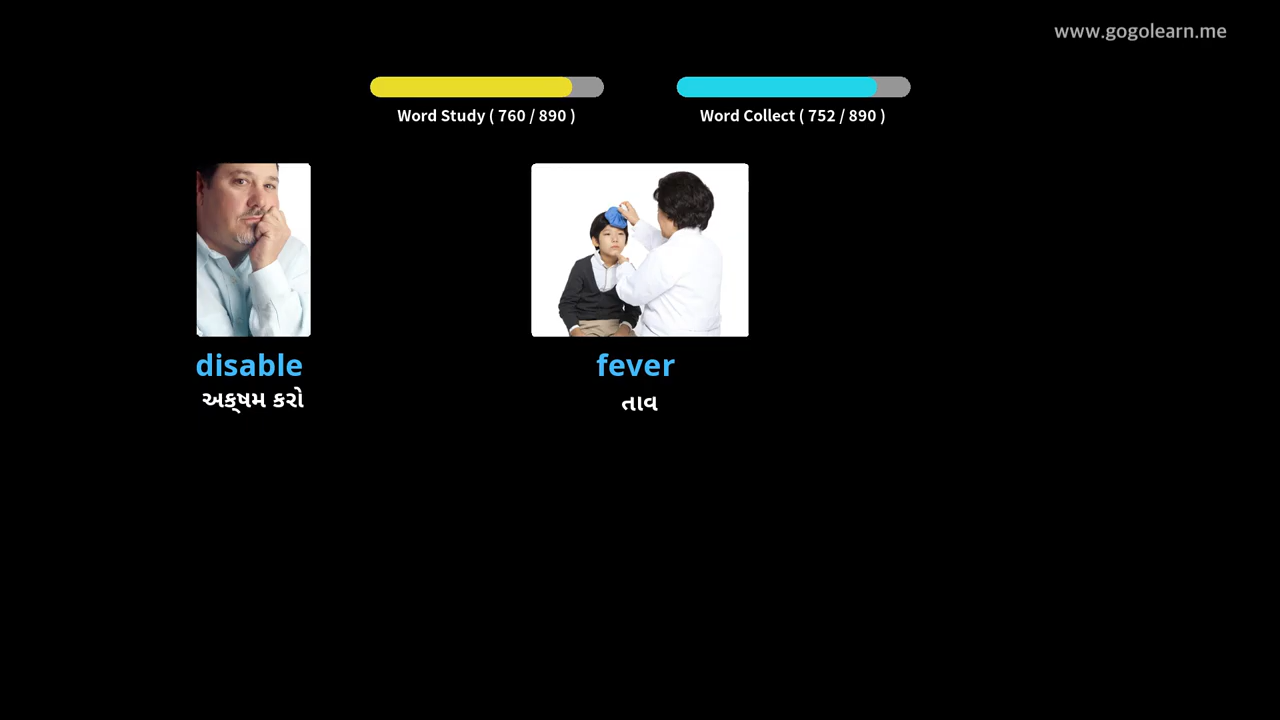 www.gogolearn.me
Word Study ( 760 / 890 )
Word Collect ( 752 / 890 )
disable
અક્ષમ કરો
fever
તાવ